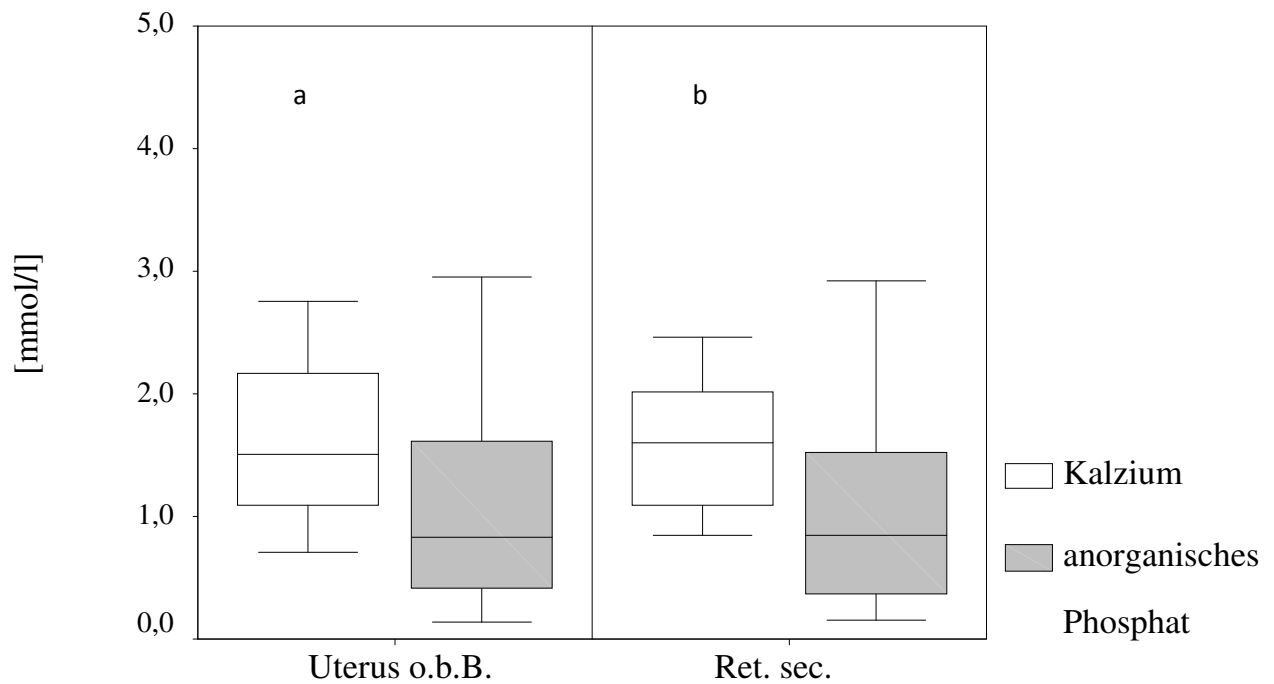 5,0
a
b
4,0
3,0
[mmol/l]
2,0
1,0
0,0
Uterus o.b.B.
Ret. sec.
Kalzium
anorganisches
Phosphat